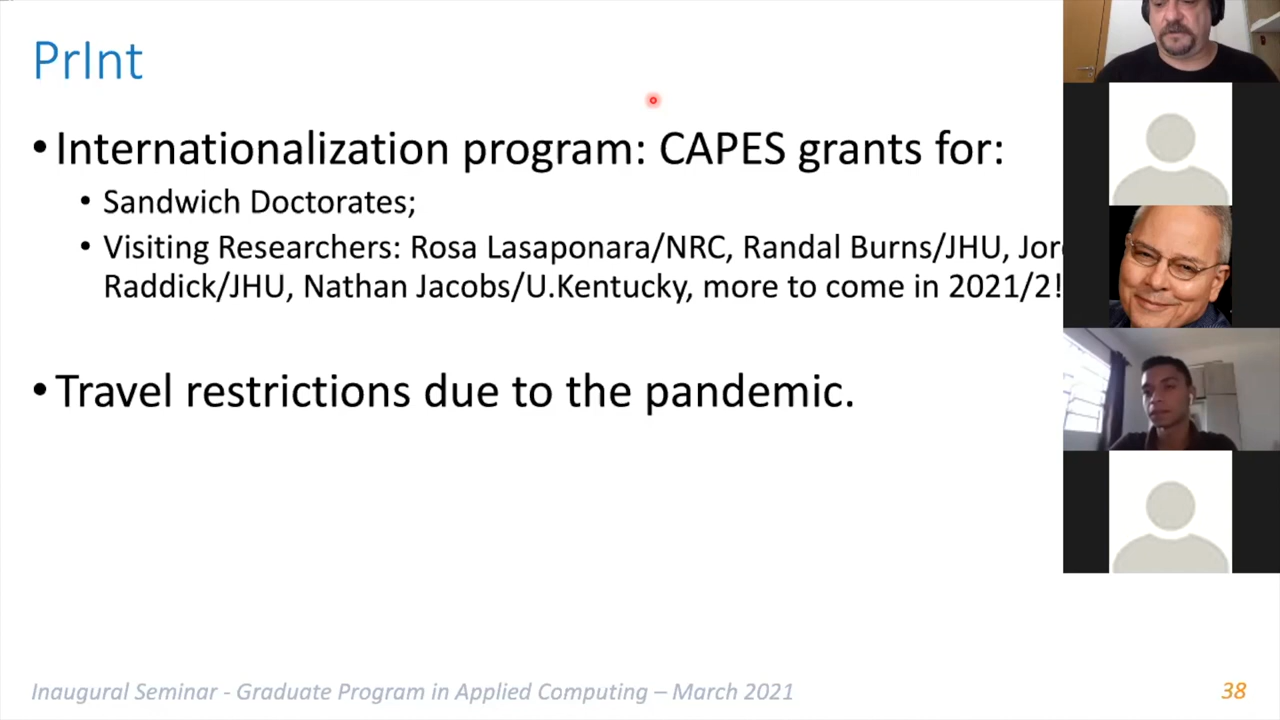 PrInt
• Internationalization program: CAPES grants for:
• Sandwich Doctorates;
• Visiting Researchers: Rosa Lasaponara/NRC, Randal Burns/JHU,
Raddick/JHU, Nathan Jacobs/U.Kentucky, more to come in 2021/2!
• Travel restrictions due to the pandemic.
Inaugural Seminar - Graduate Program in Applied Computing – March 2021
38